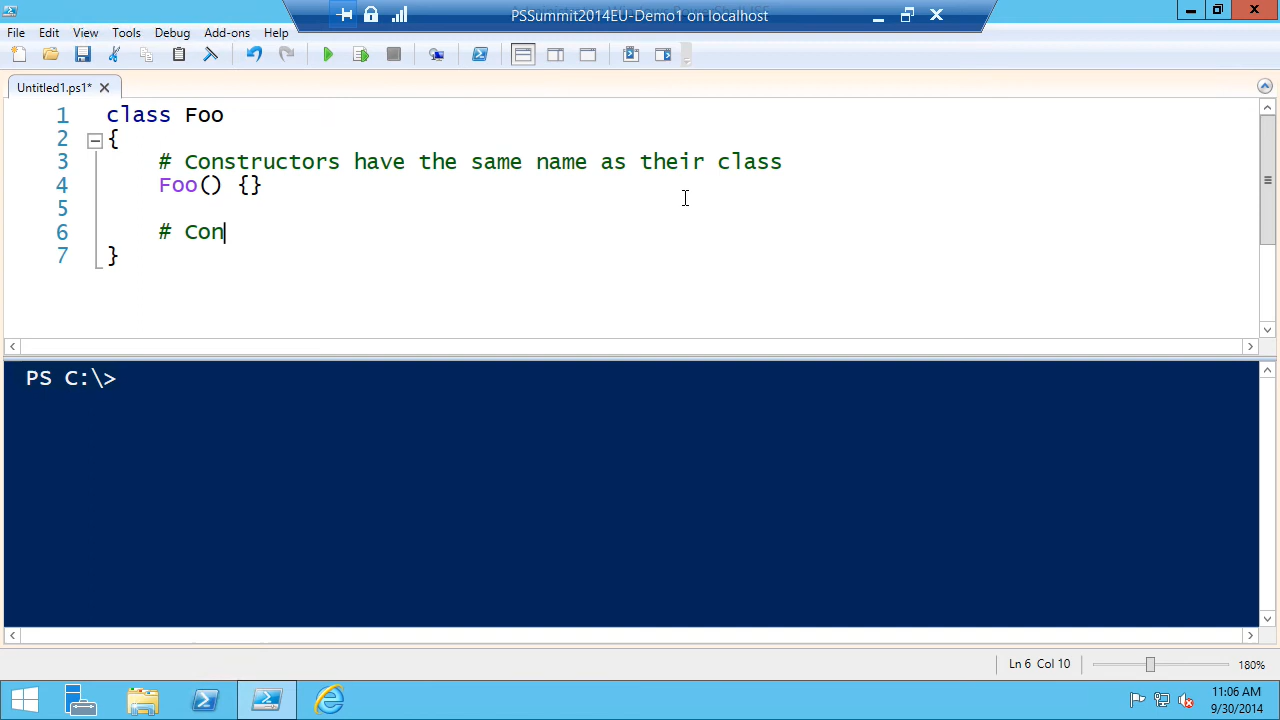 PSSummit2014EU-Demo1 on localhost
File Edit View Tools Debug Add-ons Help
Untitled1.ps1*
1 class Foo
2 {
3 # Constructors have the same name as their class
4 Foo() {}
5
6 # Con
7 }
PS C:\>
Ln 6 Col 10
180%
11:06 AM
9/30/2014